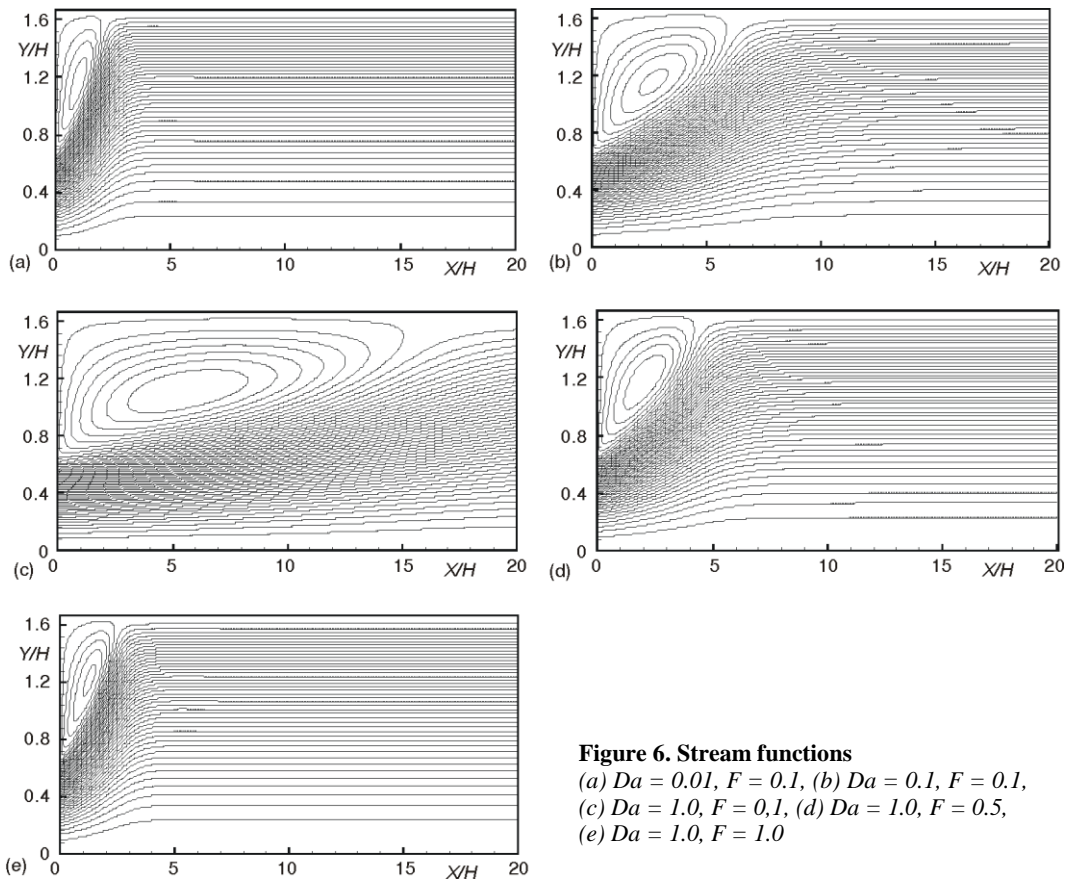 1.6
Y/H
1.2
0.8
0.4
0
(a) 0 5 10 15 X/H 20
1.6
Y/H
1.2
0.8
0.4
0
(b) 0 5 10 15 X/H 20
1.6
Y/H
1.2
0.8
0.4
0
(c) 0 5 10 15 X/H 20
1.6
Y/H
1.2
0.8
0.4
0
(d) 0 5 10 15 X/H 20
1.6
Y/H
1.2
0.8
0.4
0
(e) 0 5 10 15 X/H 20
Figure 6. Stream functions
(a) Da = 0.01, F = 0.1, (b) Da = 0.1, F = 0.1,
(c) Da = 1.0, F = 0,1, (d) Da = 1.0, F = 0.5,
(e) Da = 1.0, F = 1.0